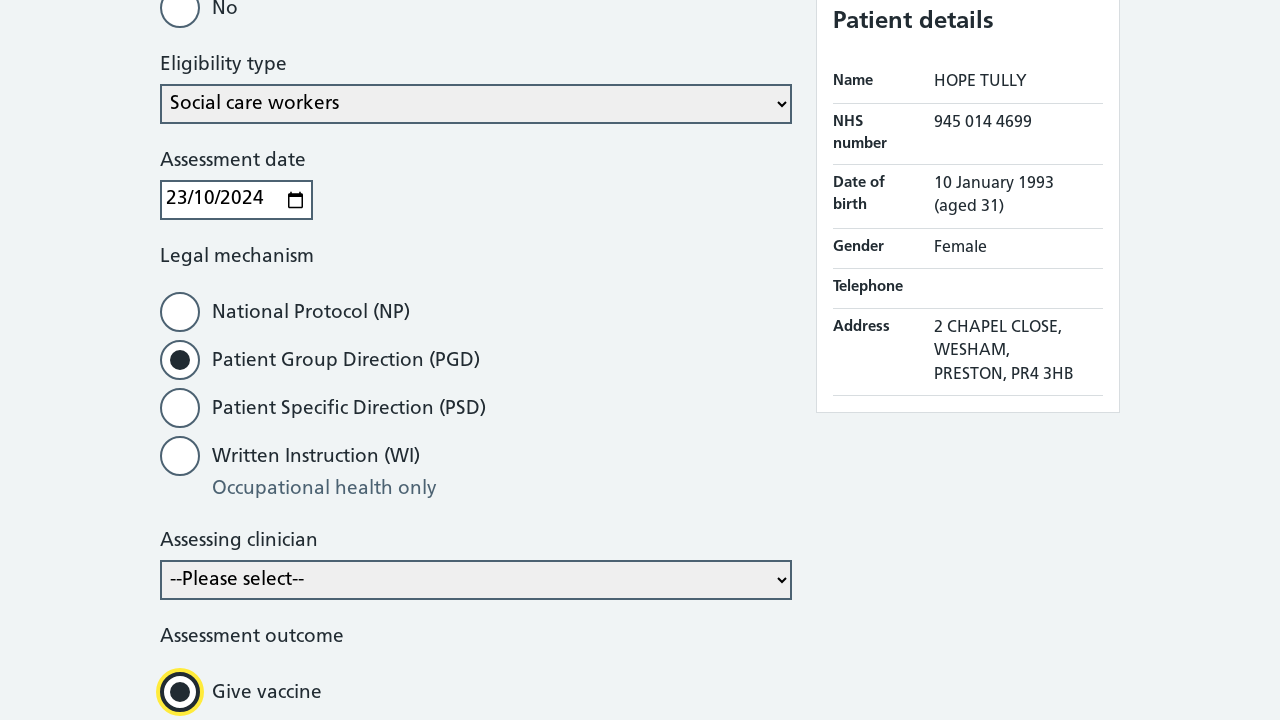 No
Eligibility type
Social care workers
Assessment date
23/10/2024
Legal mechanism
National Protocol (NP)
Patient Group Direction (PGD)
Patient Specific Direction (PSD)
Written Instruction (WI)
Occupational health only
Assessing clinician
--Please select--
Assessment outcome
Give vaccine
Patient details
Name HOPE TULLY
NHS number 945 014 4699
Date of birth 10 January 1993 (aged 31)
Gender Female
Telephone
Address 2 CHAPEL CLOSE,
WESHAM,
PRESTON, PR4 3HB